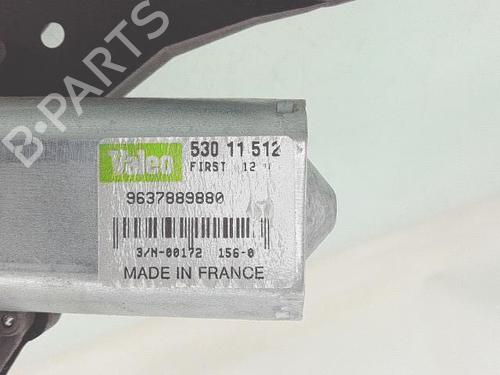 B-PARTS
Valeo
530 11 512
FIRST 12
9637889880
3/N-00172 156-0
MADE IN FRANCE